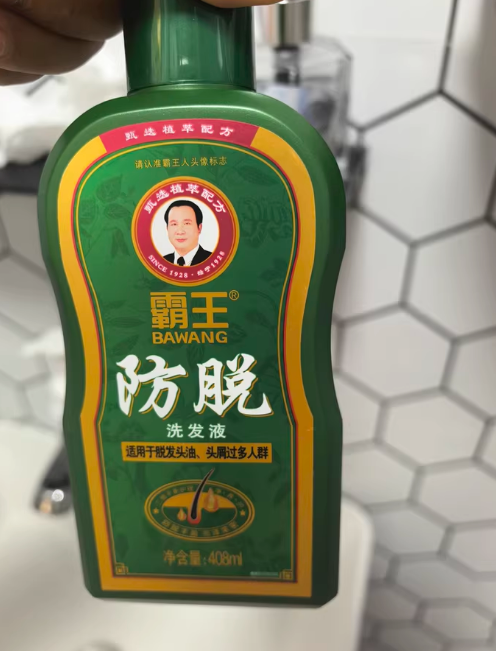 甄选植萃配方
请认准霸王人头像标志
甄选植萃配方
SINCE 1928
霸王®
BAWANG
防脱
洗发液
适用于脱发头油、头屑过多人群
净含量:408ml